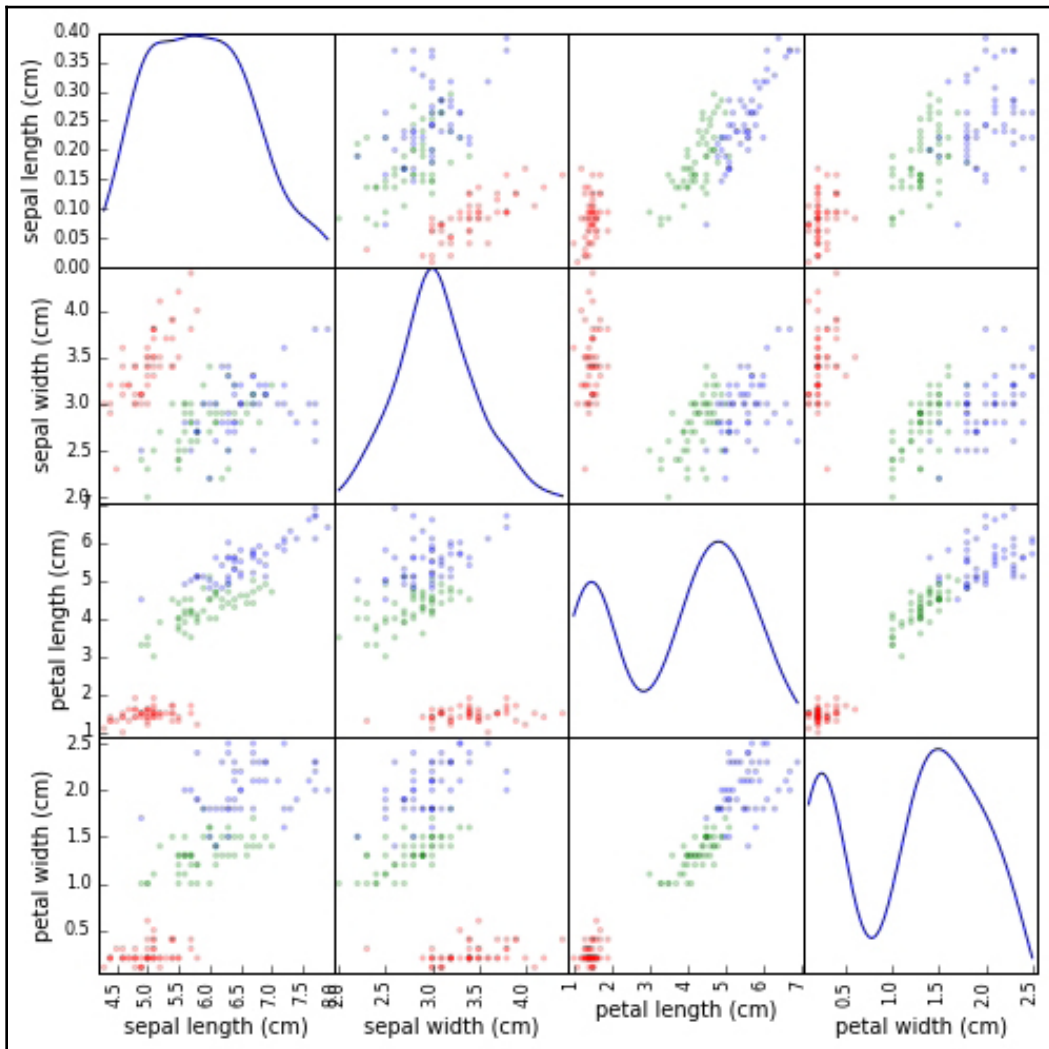 sepal length (cm)
0.40
0.35
0.30
0.25
0.20
0.15
0.10
0.05
0.00
sepal width (cm)
4.0
3.5
3.0
2.5
2.0
petal length (cm)
7
6
5
4
3
2
1
petal width (cm)
2.5
2.0
1.5
1.0
0.5
4.5 5.0 5.5 6.0 6.5 7.0 7.5 8.0
2.0 2.5 3.0 3.5 4.0
1 2 3 4 5 6 7
0.5 1.0 1.5 2.0 2.5
sepal length (cm)
sepal width (cm)
petal length (cm)
petal width (cm)